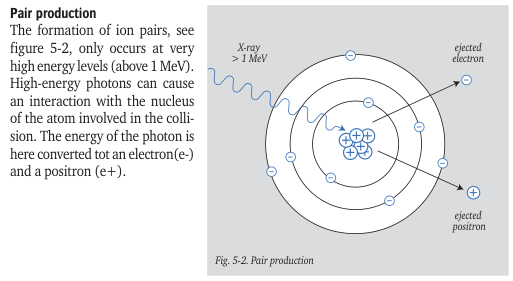 Pair production
The formation of ion pairs, see
figure 5-2, only occurs at very
high energy levels (above 1 MeV).
High-energy photons can cause
an interaction with the nucleus
of the atom involved in the colli-
sion. The energy of the photon is
here converted tot an electron(e-)
and a positron (e+).
X-ray
> 1 MeV
ejected
electron
ejected
positron
Fig. 5-2. Pair production